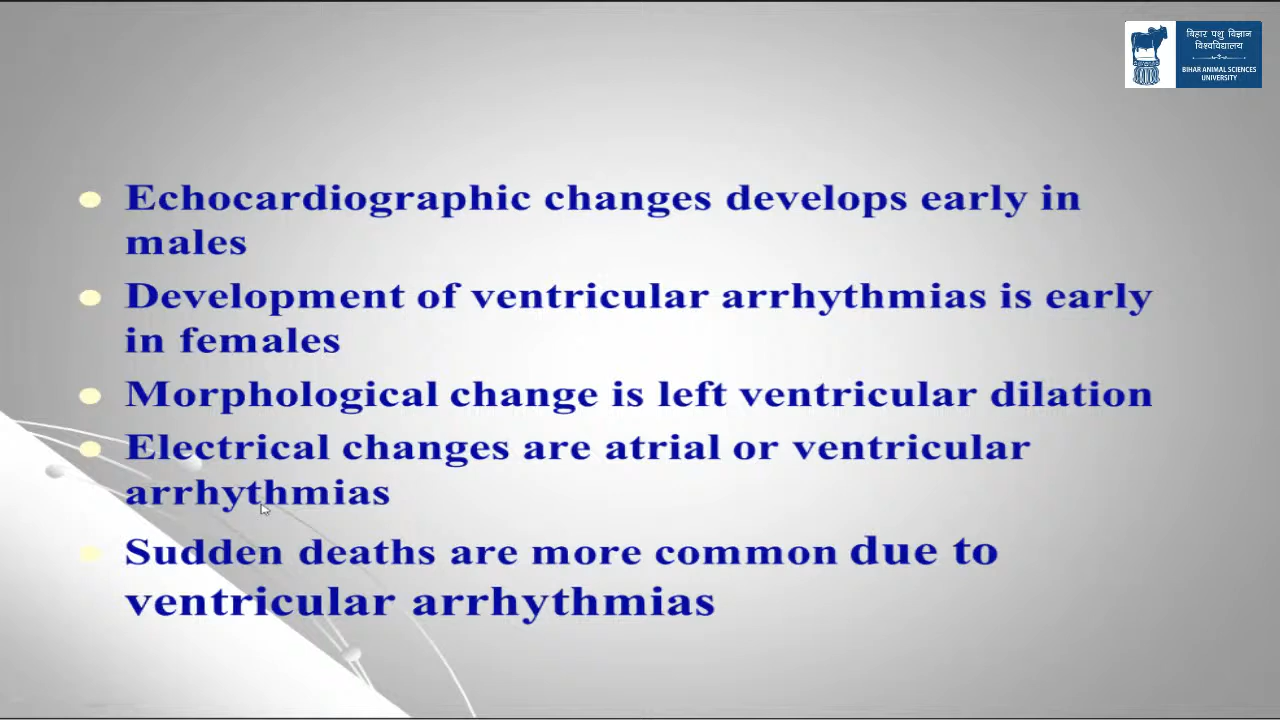 बिहार पशु विज्ञान
विश्वविद्यालय
BIHAR ANIMAL SCIENCES
UNIVERSITY
Echocardiographic changes develops early in
males
Development of ventricular arrhythmias is early
in females
Morphological change is left ventricular dilation
Electrical changes are atrial or ventricular
arrhythmias
Sudden deaths are more common due to
ventricular arrhythmias